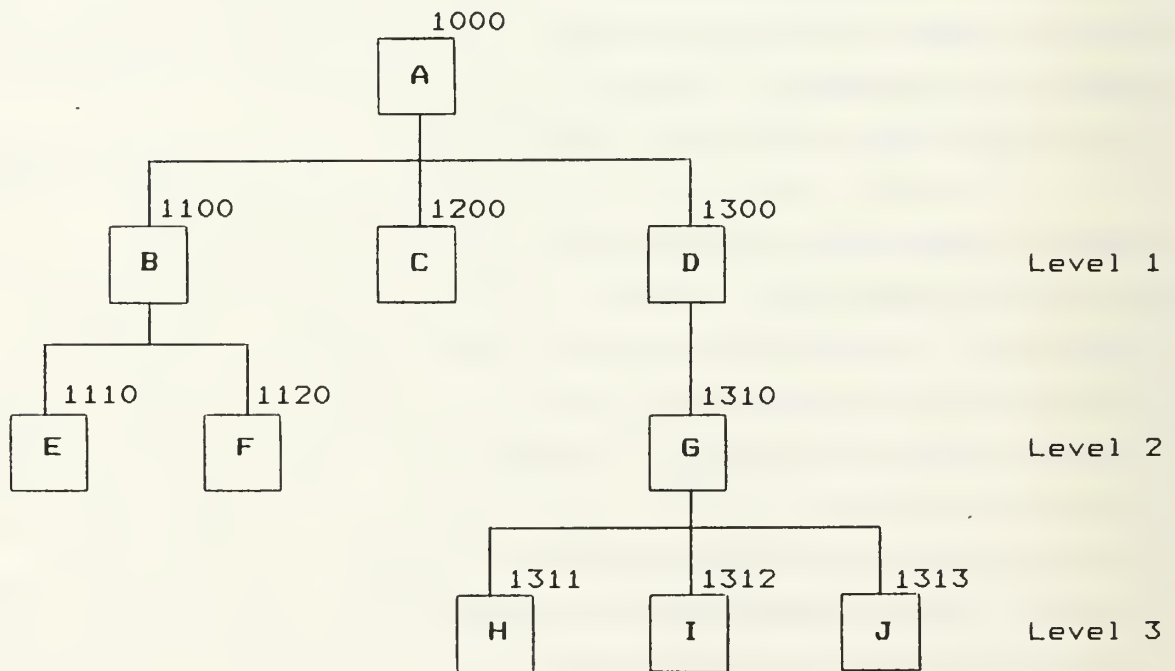 1000
A
1100 1200 1300
B C D Level 1
1110 1120 1310
E F G Level 2
1311 1312 1313
H I J Level 3